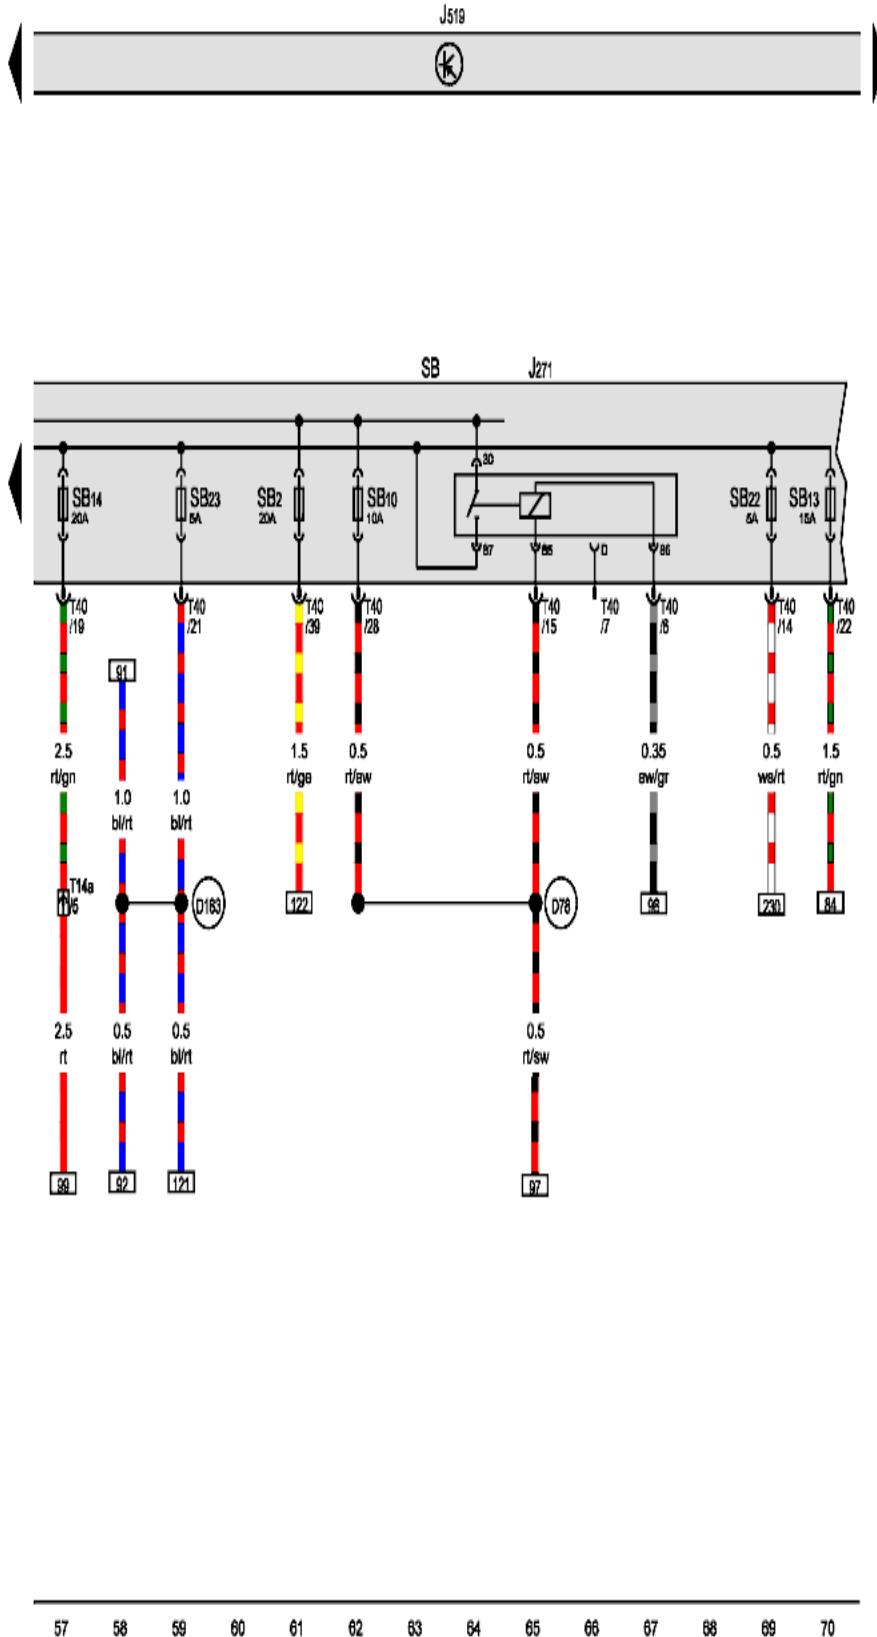 J519
SB J271
30
SB14 SB23 SB2 SB10 SB22 SB13
20A 5A 20A 10A 5A 15A
87 85 D 86
T40 T40 T40 T40 T40 T40 T40 T40 T40
/19 /21 /39 /28 /15 /7 /6 /14 /22
91
2.5 1.5 0.5 0.5 0.35 0.5 1.5
rt/gn rt/ge rt/sw rt/sw sw/gr ws/rt rt/gn
1.0 1.0
bl/rt bl/rt
T14a
/5
D163 122 D78 98 230 84
2.5 0.5 0.5 0.5
rt bl/rt bl/rt rt/sw
99 92 121 97
57 58 59 60 61 62 63 64 65 66 67 68 69 70